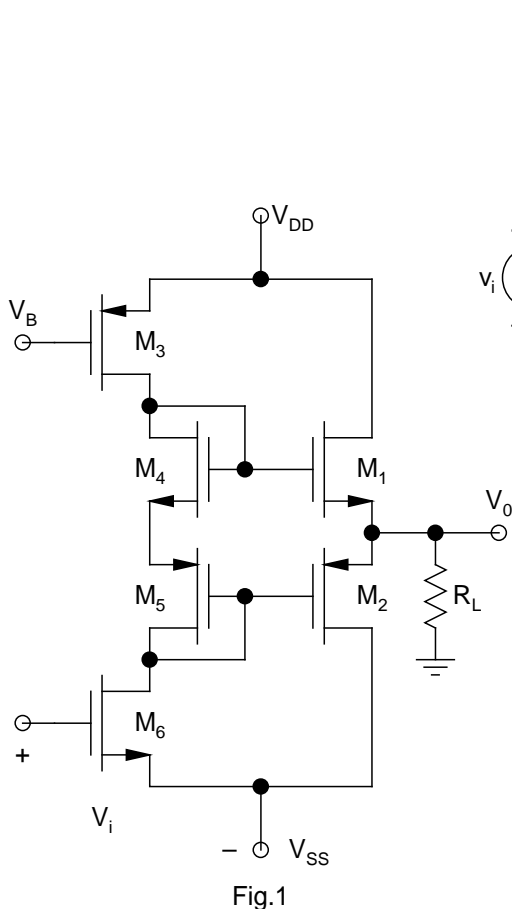 V_DD
v_i
V_B
M_3
M_4
M_1
V_0
M_5
M_2
R_L
M_6
+
V_i
− V_SS
Fig.1